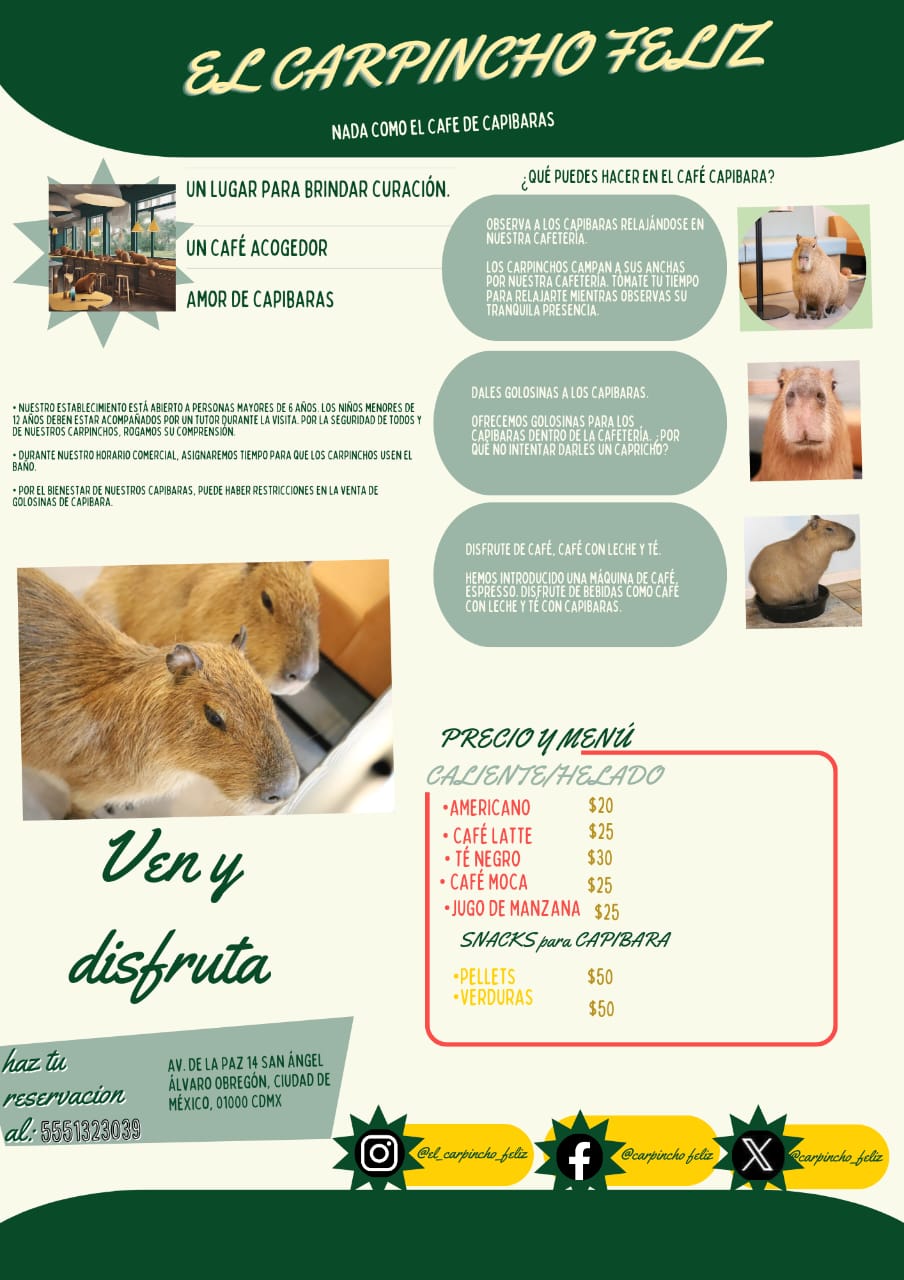 EL CARPINCHO FELIZ
NADA COMO EL CAFE DE CAPIBARAS
UN LUGAR PARA BRINDAR CURACIÓN.
UN CAFÉ ACOGEDOR
AMOR DE CAPIBARAS
• NUESTRO ESTABLECIMIENTO ESTÁ ABIERTO A PERSONAS MAYORES DE 6 AÑOS. LOS NIÑOS MENORES DE
12 AÑOS DEBEN ESTAR ACOMPAÑADOS POR UN TUTOR DURANTE LA VISITA. POR LA SEGURIDAD DE TODOS Y
DE NUESTROS CARPINCHOS, ROGAMOS SU COMPRENSIÓN.
• DURANTE NUESTRO HORARIO COMERCIAL, ASIGNAREMOS TIEMPO PARA QUE LOS CARPINCHOS USEN EL
BAÑO.
• POR EL BIENESTAR DE NUESTROS CAPIBARAS, PUEDE HABER RESTRICCIONES EN LA VENTA DE
GOLOSINAS DE CAPIBARA.
¿QUÉ PUEDES HACER EN EL CAFÉ CAPIBARA?
OBSERVA A LOS CAPIBARAS RELAJÁNDOSE EN
NUESTRA CAFETERÍA.
LOS CARPINCHOS CAMPAN A SUS ANCHAS
POR NUESTRA CAFETERÍA. TÓMATE TU TIEMPO
PARA RELAJARTE MIENTRAS OBSERVAS SU
TRANQUILA PRESENCIA.
DALES GOLOSINAS A LOS CAPIBARAS.
OFRECEMOS GOLOSINAS PARA LOS
CAPIBARAS DENTRO DE LA CAFETERÍA. ¿POR
QUÉ NO INTENTAR DARLES UN CAPRICHO?
DISFRUTE DE CAFÉ, CAFÉ CON LECHE Y TÉ.
HEMOS INTRODUCIDO UNA MÁQUINA DE CAFÉ,
ESPRESSO. DISFRUTE DE BEBIDAS COMO CAFÉ
CON LECHE Y TÉ CON CAPIBARAS.
Ven y
disfruta
PRECIO Y MENÚ
CALIENTE/HELADO
•AMERICANO $20
• CAFÉ LATTE $25
• TÉ NEGRO $30
• CAFÉ MOCA $25
•JUGO DE MANZANA $25
SNACKS para CAPIBARA
•PELLETS $50
•VERDURAS $50
haz tu
reservacion
al: 5551323039
AV. DE LA PAZ 14 SAN ÁNGEL
ÁLVARO OBREGÓN, CIUDAD DE
MÉXICO, 01000 CDMX
@el_carpincho_feliz
@carpincho feliz
@carpincho_feliz